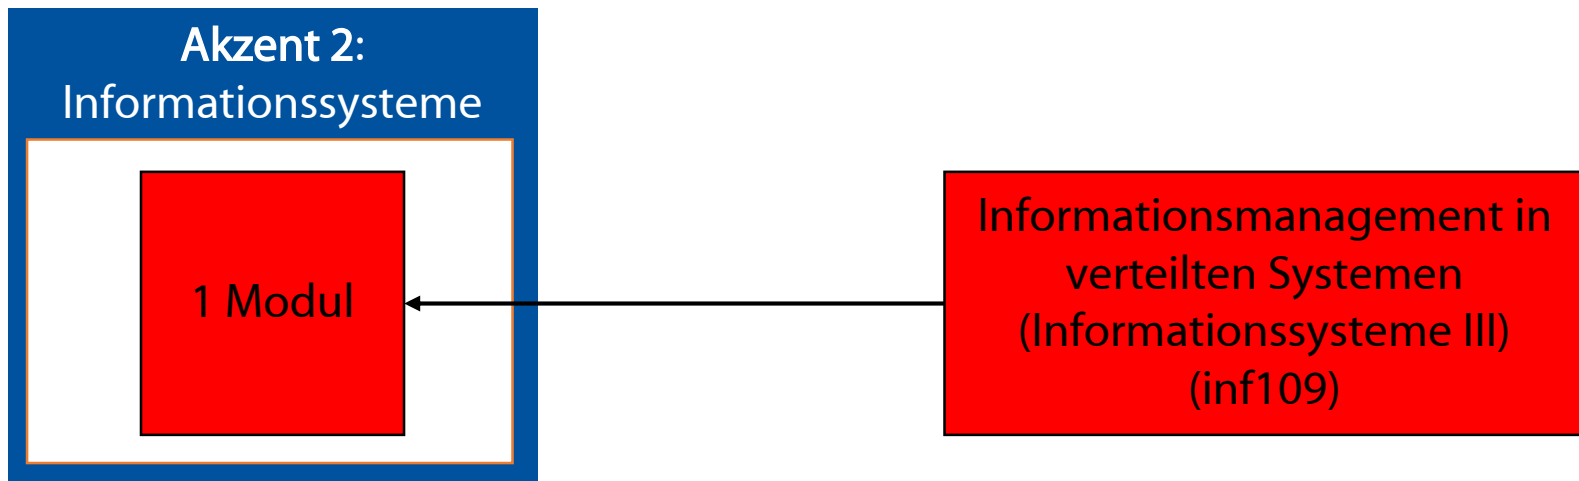 Akzent 2:
Informationssysteme
1 Modul
Informationsmanagement in
verteilten Systemen
(Informationssysteme III)
(inf109)